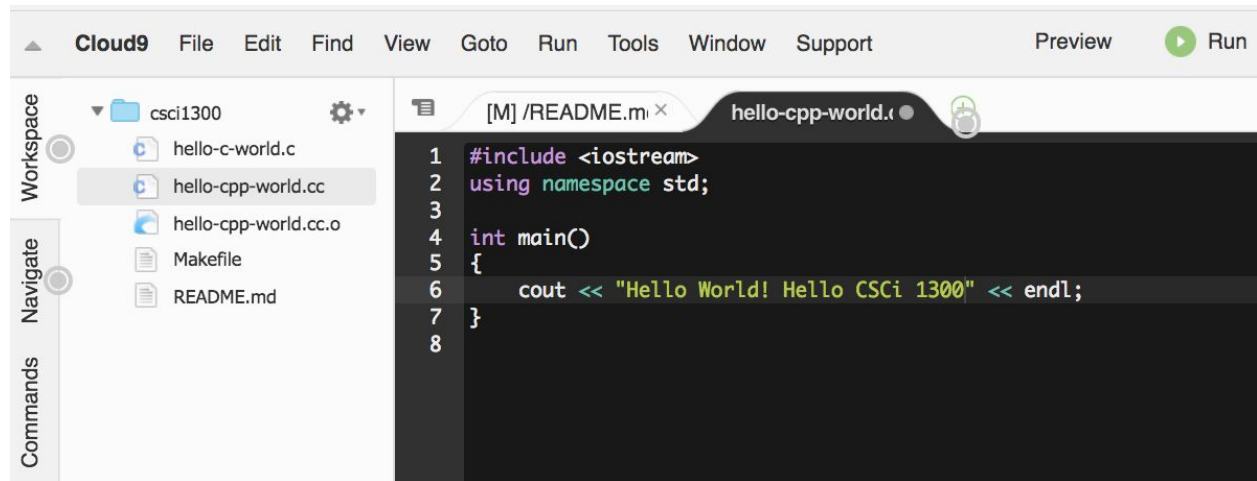 Cloud9 File Edit Find View Goto Run Tools Window Support Preview Run
Workspace
Navigate
Commands
csci1300
hello-c-world.c
hello-cpp-world.cc
hello-cpp-world.cc.o
Makefile
README.md
[M] /README.m
hello-cpp-world.c
1 #include <iostream>
2 using namespace std;
3
4 int main()
5 {
6 cout << "Hello World! Hello CSCi 1300" << endl;
7 }
8